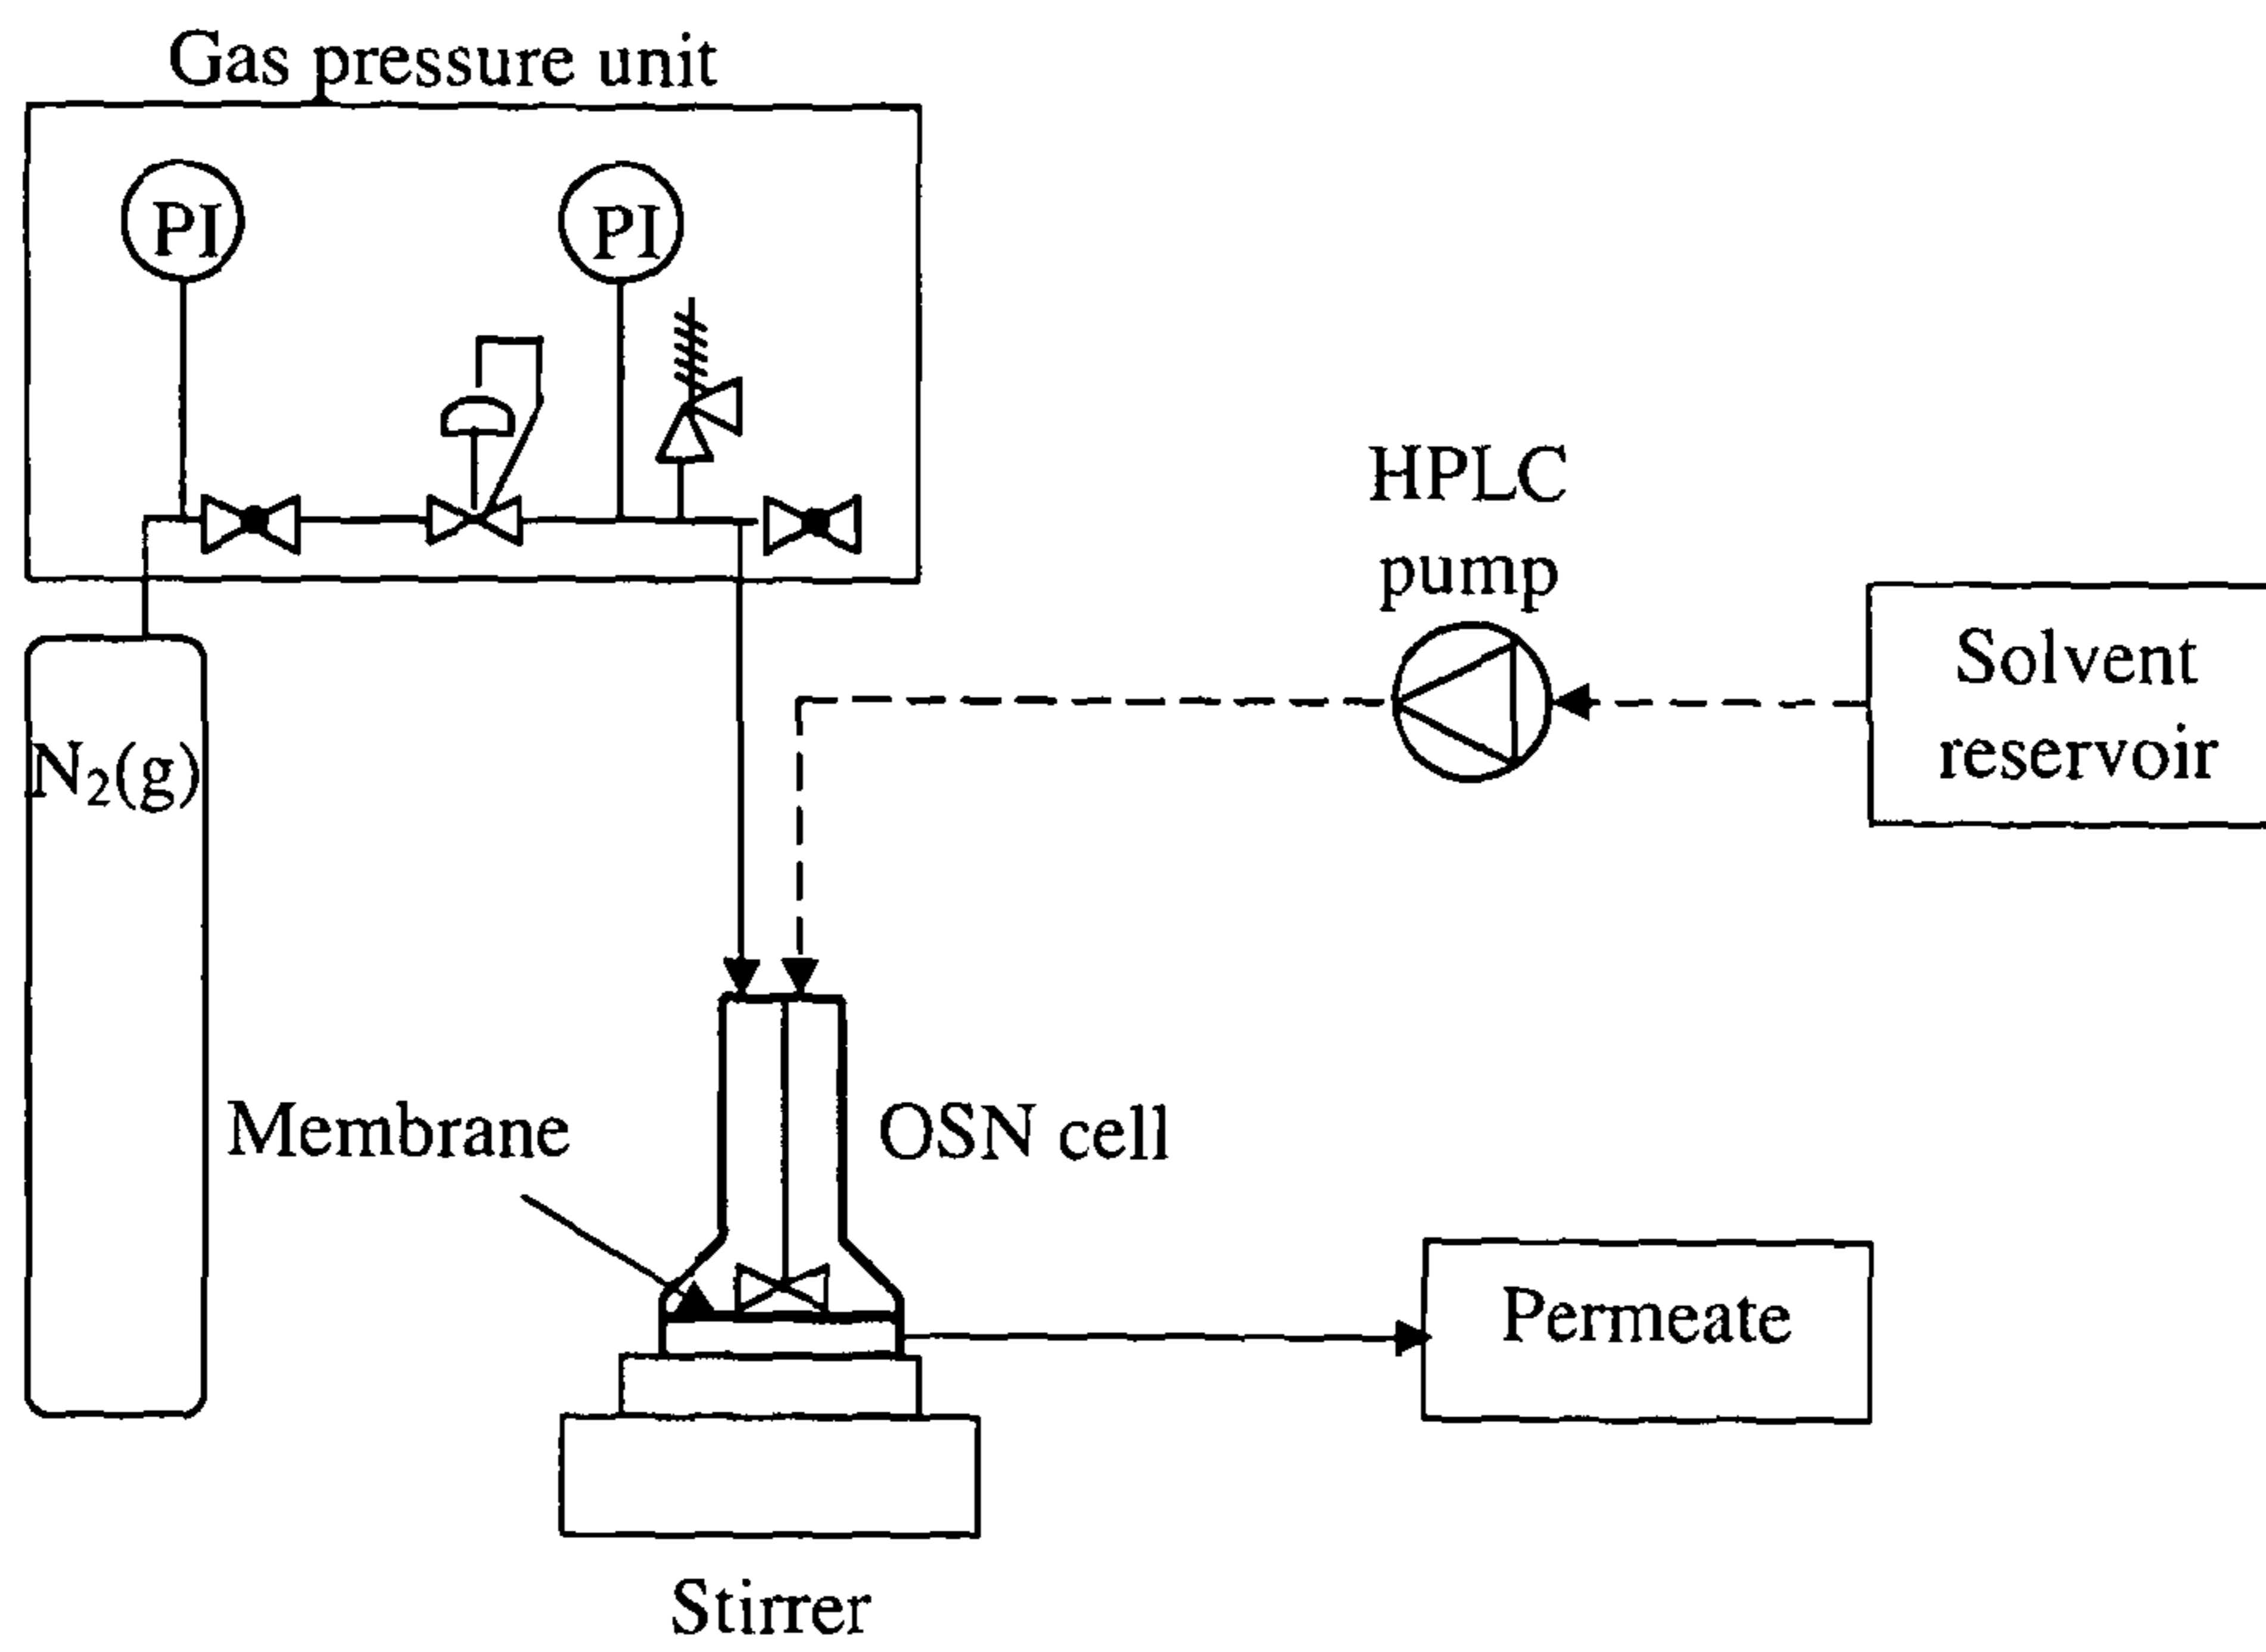 Gas pressure unit
PI
PI
HPLC
pump
Solvent
reservoir
N₂(g)
Membrane
OSN cell
Permeate
Stirrer